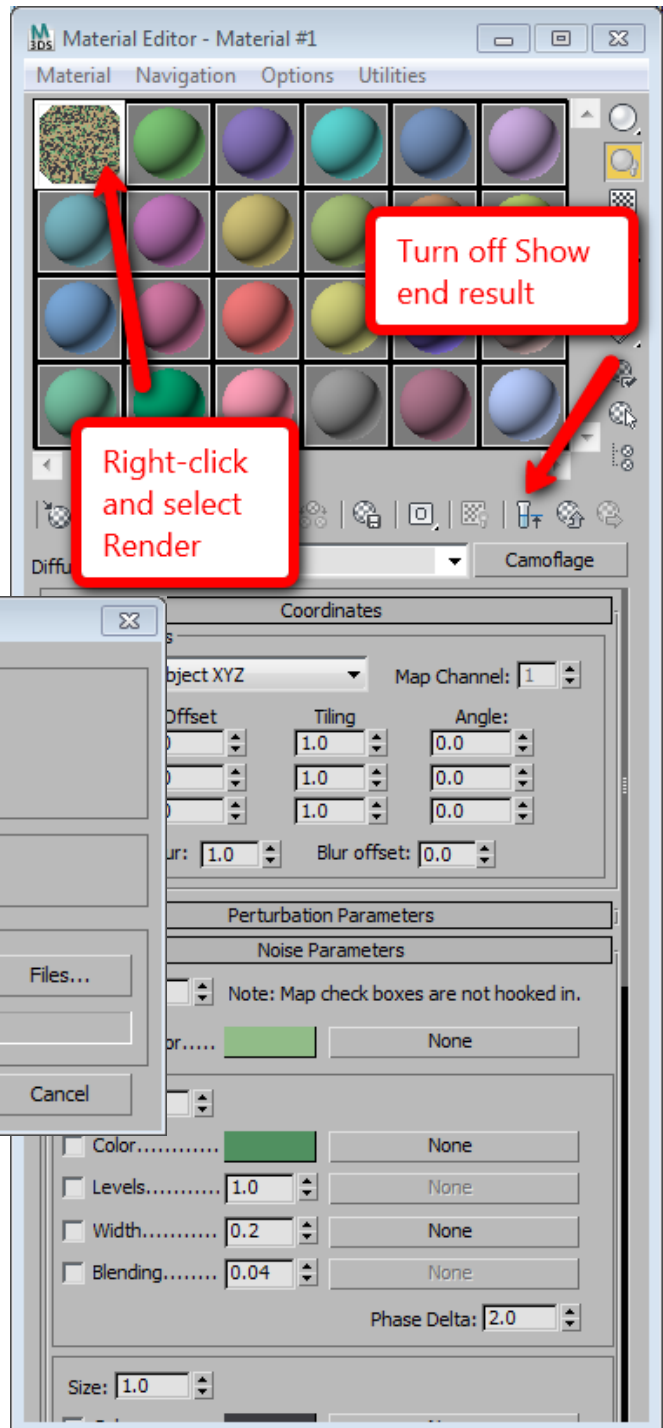 3DS Material Editor - Material #1
Material Navigation Options Utilities
Turn off Show
end result
Right-click
and select
Render
Camoflage
Coordinates
XYZ
Map Channel: 1
Offset Tiling Angle:
1.0 0.0
1.0 0.0
1.0 0.0
1.0 Blur offset: 0.0
Perturbation Parameters
Noise Parameters
Files...
Note: Map check boxes are not hooked in.
None
Cancel
Color............ None
Levels........... 1.0 None
Width........... 0.2 None
Blending........ 0.04 None
Phase Delta: 2.0
Size: 1.0